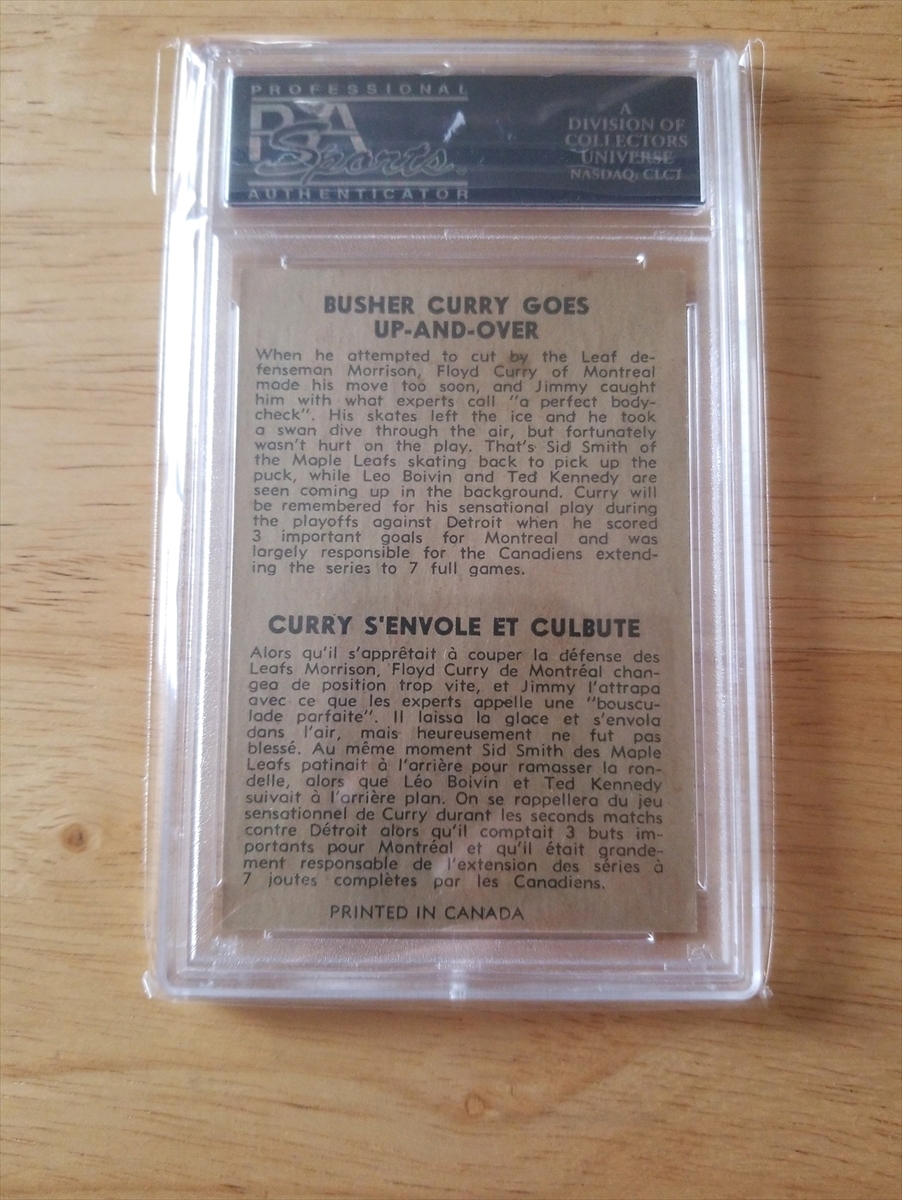 PROFESSIONAL
PSA
Sports
AUTHENTICATOR
A
DIVISION OF
COLLECTORS
UNIVERSE
NASDAQ: CLCT
BUSHER CURRY GOES
UP-AND-OVER
When he attempted to cut by the Leaf de-
fenseman Morrison, Floyd Curry of Montreal
made his move too soon, and Jimmy caught
him with what experts call "a perfect body-
check". His skates left the ice and he took
a swan dive through the air, but fortunately
wasn't hurt on the play. That's Sid Smith of
the Maple Leafs skating back to pick up the
puck, while Leo Boivin and Ted Kennedy are
seen coming up in the background. Curry will
be remembered for his sensational play during
the playoffs against Detroit when he scored
3 important goals for Montreal and was
largely responsible for the Canadiens extend-
ing the series to 7 full games.
CURRY S'ENVOLE ET CULBUTE
Alors qu'il s'apprêtait à couper la défense des
Leafs Morrison, Floyd Curry de Montréal chan-
gea de position trop vite, et Jimmy l'attrapa
avec ce que les experts appelle une "bouscu-
lade parfaite". Il laissa la glace et s'envola
dans l'air, mais heureusement ne fut pas
blessé. Au même moment Sid Smith des Maple
Leafs patinait à l'arrière pour ramasser la ron-
delle, alors que Léo Boivin et Ted Kennedy
suivait à l'arrière plan. On se rappellera du jeu
sensationnel de Curry durant les seconds matchs
contre Détroit alors qu'il comptait 3 buts im-
portants pour Montréal et qu'il était grande-
ment responsable de l'extension des séries à
7 joutes complètes par les Canadiens.
PRINTED IN CANADA